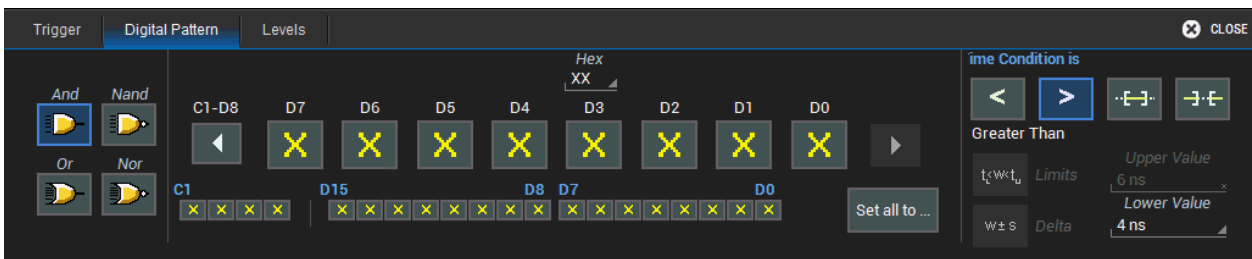 Trigger Digital Pattern Levels CLOSE
Hex
XX
And Nand
Or Nor
C1-D8 D7 D6 D5 D4 D3 D2 D1 D0
X X X X X X X X
C1 D15 D8 D7 D0
X X X X X X X X X X X X X X X X X X X X
Set all to ...
ime Condition is
< >
Greater Than
t˪<w<tᵤ Limits
Upper Value
6 ns
w±s Delta
Lower Value
4 ns